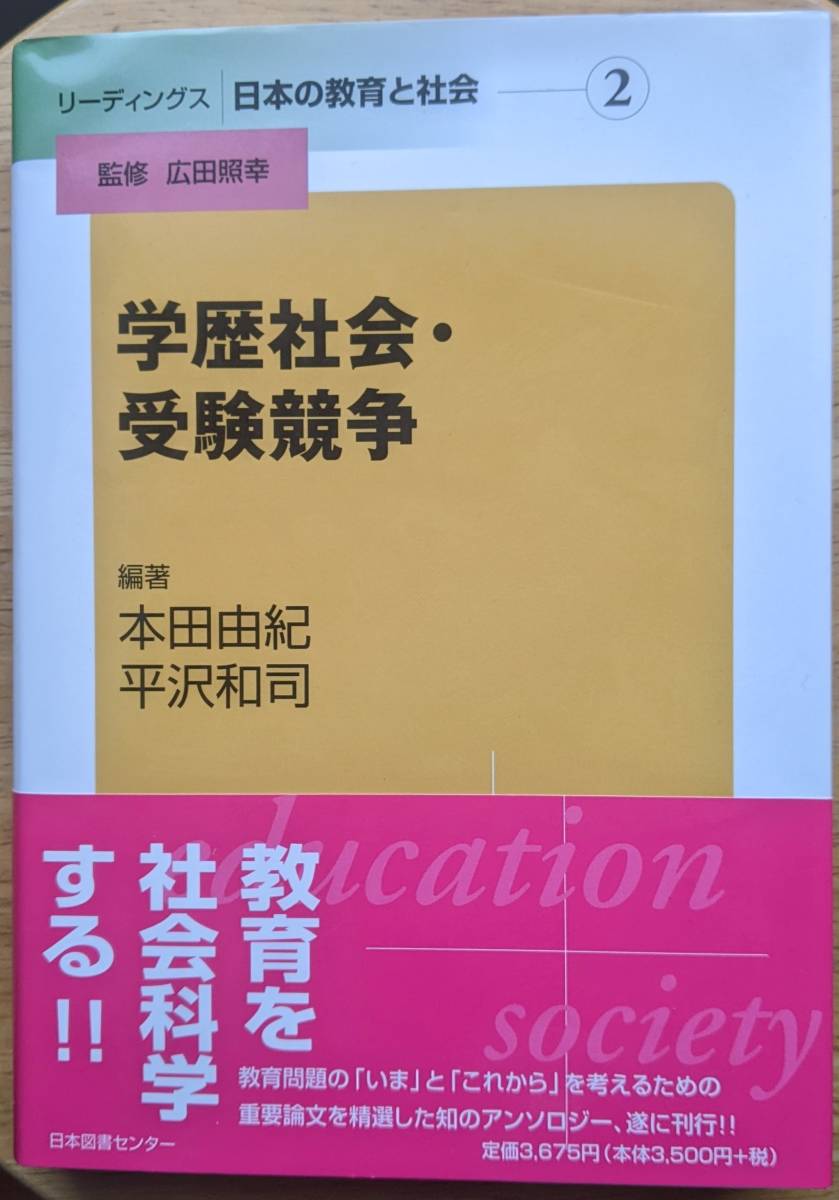 リーディングス 日本の教育と社会 2
監修 広田照幸
学歴社会・
受験競争
編著
本田由紀
平沢和司
education
society
教育を
社会科学
する!!
教育問題の「いま」と「これから」を考えるための
重要論文を精選した知のアンソロジー、遂に刊行!!
日本図書センター
定価3,675円(本体3,500円+税)